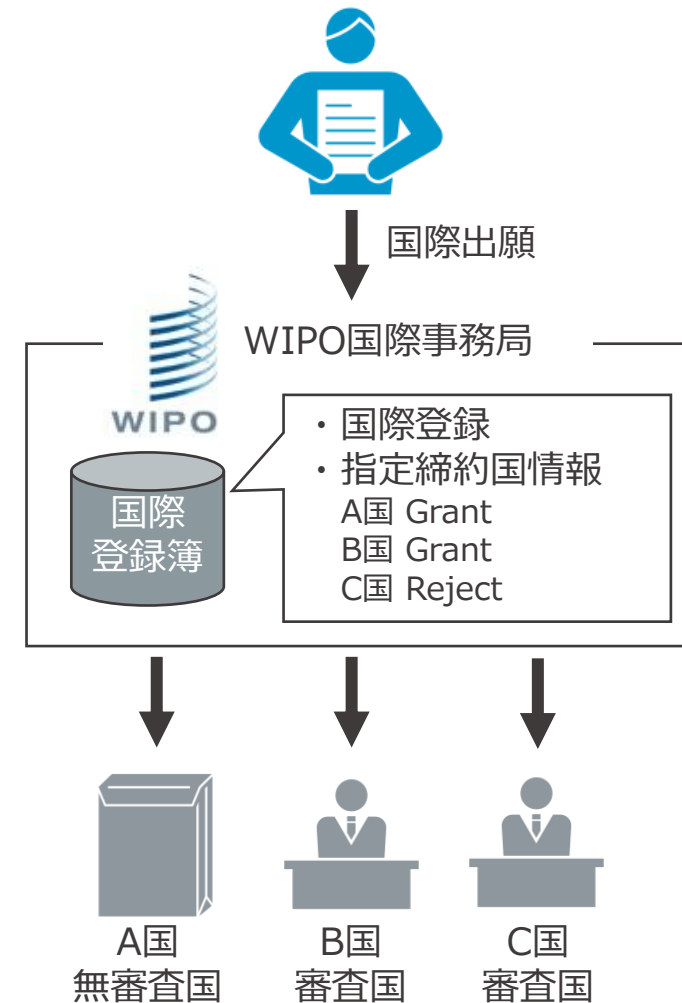 国際出願
WIPO国際事務局
WIPO
国際
登録簿
・国際登録
・指定締約国情報
A国 Grant
B国 Grant
C国 Reject
A国
無審査国
B国
審査国
C国
審査国